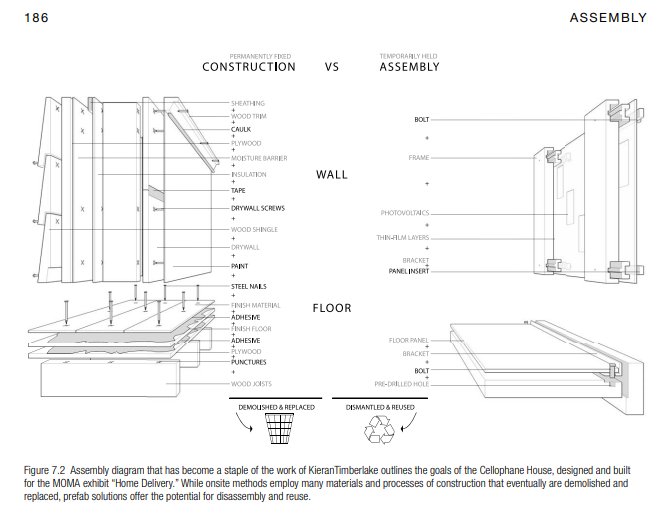 186
ASSEMBLY
PERMANENTLY FIXED
CONSTRUCTION
VS
TEMPORARILY HELD
ASSEMBLY
SHEATHING
+
WOOD TRIM
+
CAULK
+
PLYWOOD
+
MOISTURE BARRIER
+
INSULATION
+
TAPE
+
DRYWALL SCREWS
+
WOOD SHINGLE
+
DRYWALL
+
PAINT
+
STEEL NAILS
+
FINISH MATERIAL
+
ADHESIVE
+
FINISH FLOOR
+
ADHESIVE
+
PLYWOOD
+
PUNCTURES
+
WOOD JOISTS
WALL
FLOOR
BOLT
+
FRAME
+
PHOTOVOLTAICS
+
THIN-FILM LAYERS
+
BRACKET
+
PANEL INSERT
FLOOR PANEL
+
BRACKET
+
BOLT
+
PRE-DRILLED HOLE
DEMOLISHED & REPLACED
DISMANTLED & REUSED
Figure 7.2 Assembly diagram that has become a staple of the work of KieranTimberlake outlines the goals of the Cellophane House, designed and built
for the MOMA exhibit “Home Delivery.” While onsite methods employ many materials and processes of construction that eventually are demolished and
replaced, prefab solutions offer the potential for disassembly and reuse.